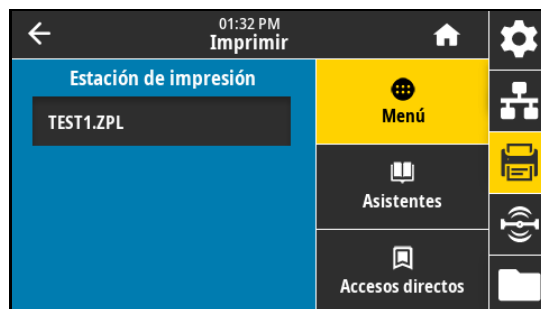 01:32 PM
Imprimir
Estación de impresión
TEST1.ZPL
Menú
Asistentes
Accesos directos